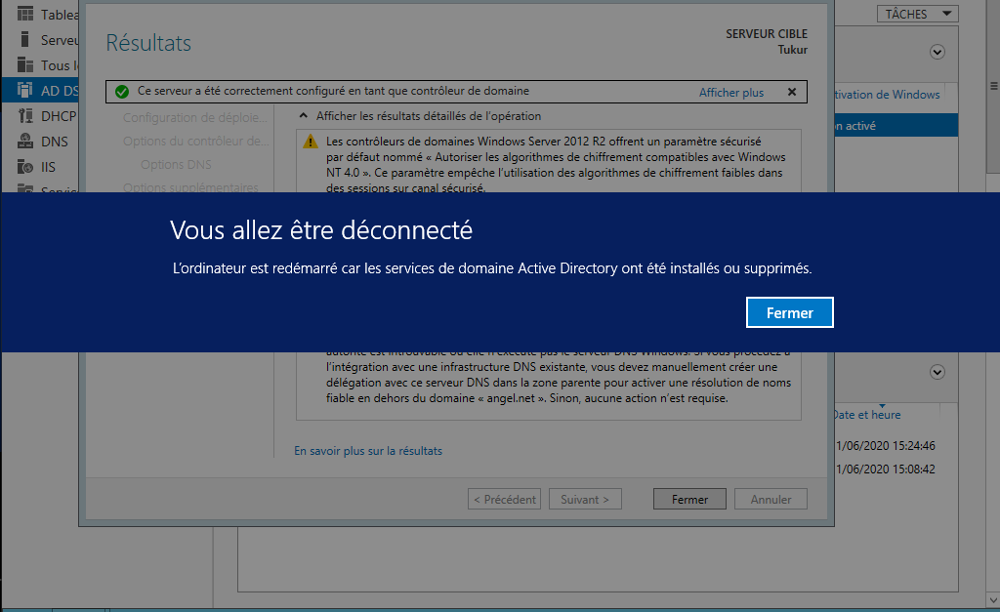 TÂCHES
Tablea
Serveu
Tous l
AD DS
DHCP
DNS
IIS
Résultats
SERVEUR CIBLE
Tukur
Ce serveur a été correctement configuré en tant que contrôleur de domaine
Afficher plus
Configuration de déploie...
Options du contrôleur de...
Options DNS
Options supplémentaires
Afficher les résultats détaillés de l'opération
Les contrôleurs de domaines Windows Server 2012 R2 offrent un paramètre sécurisé
par défaut nommé « Autoriser les algorithmes de chiffrement compatibles avec Windows
NT 4.0 ». Ce paramètre empêche l'utilisation des algorithmes de chiffrement faibles dans
des sessions sur canal sécurisé.
tivation de Windows
n activé
Vous allez être déconnecté
L'ordinateur est redémarré car les services de domaine Active Directory ont été installés ou supprimés.
Fermer
autorité est introuvable ou elle n'exécute pas le serveur DNS Windows. Si vous procédez à
l'intégration avec une infrastructure DNS existante, vous devez manuellement créer une
délégation avec ce serveur DNS dans la zone parente pour activer une résolution de noms
fiable en dehors du domaine « angel.net ». Sinon, aucune action n'est requise.
En savoir plus sur la résultats
< Précédent
Suivant >
Fermer
Annuler
Date et heure
1/06/2020 15:24:46
1/06/2020 15:08:42